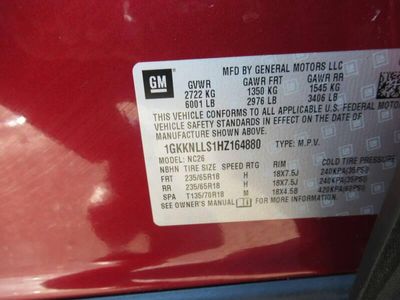 GM
MFD BY GENERAL MOTORS LLC
GVWR GAWR FRT GAWR RR
2722 KG 1350 KG 1545 KG
6001 LB 2976 LB 3406 LB
THIS VEHICLE CONFORMS TO ALL APPLICABLE U.S. FEDERAL MOTOR
VEHICLE SAFETY STANDARDS IN EFFECT ON THE DATE OF
MANUFACTURE SHOWN ABOVE.
1GKKNLLS1HZ164880 TYPE: M.P.V.
MODEL: NC26
NBHN TIRE SIZE SPEED RTG RIM COLD TIRE PRESSURE
FRT 235/65R18 H 18X7.5J 240KPA(35PSI)
RR 235/65R18 H 18X7.5J 240KPA(35PSI)
SPA T135/70R18 M 18X4.5B 420KPA(60PSI)
SEE OWNER'S MANUAL FOR